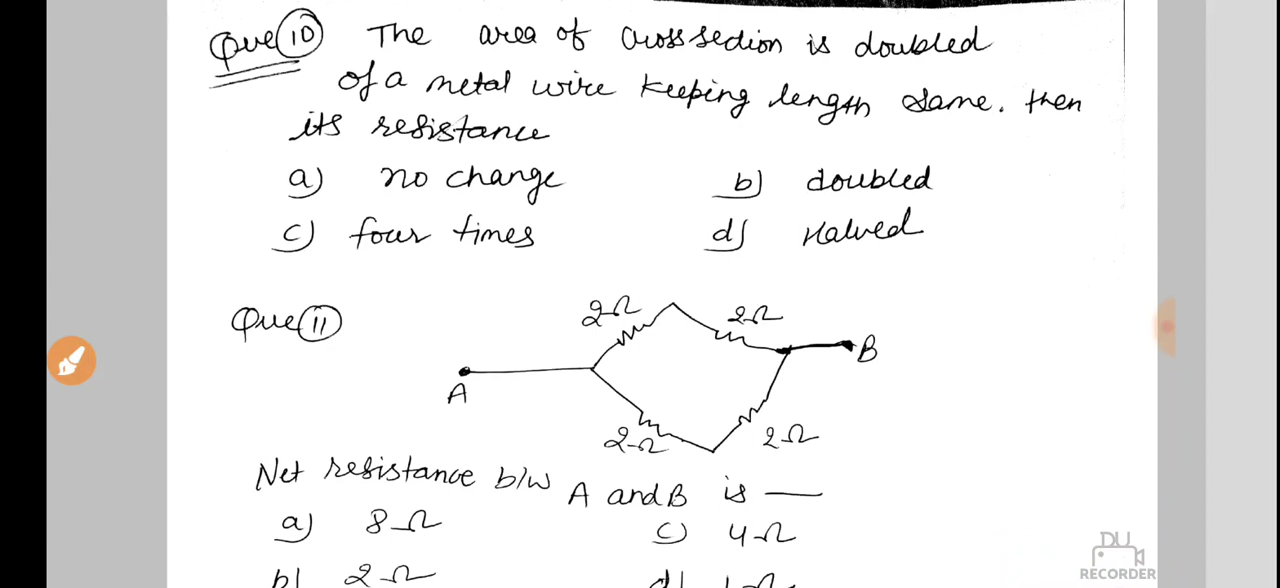 Que 10 The area of cross section is doubled
of a metal wire keeping length same. then
its resistance
a) no change b) doubled
c) four times d) Halved
Que 11
2Ω 2Ω
A B
2Ω 2Ω
Net resistance b/w A and B is —
a) 8Ω c) 4Ω
b) 2Ω d) 1Ω
DU
RECORDER